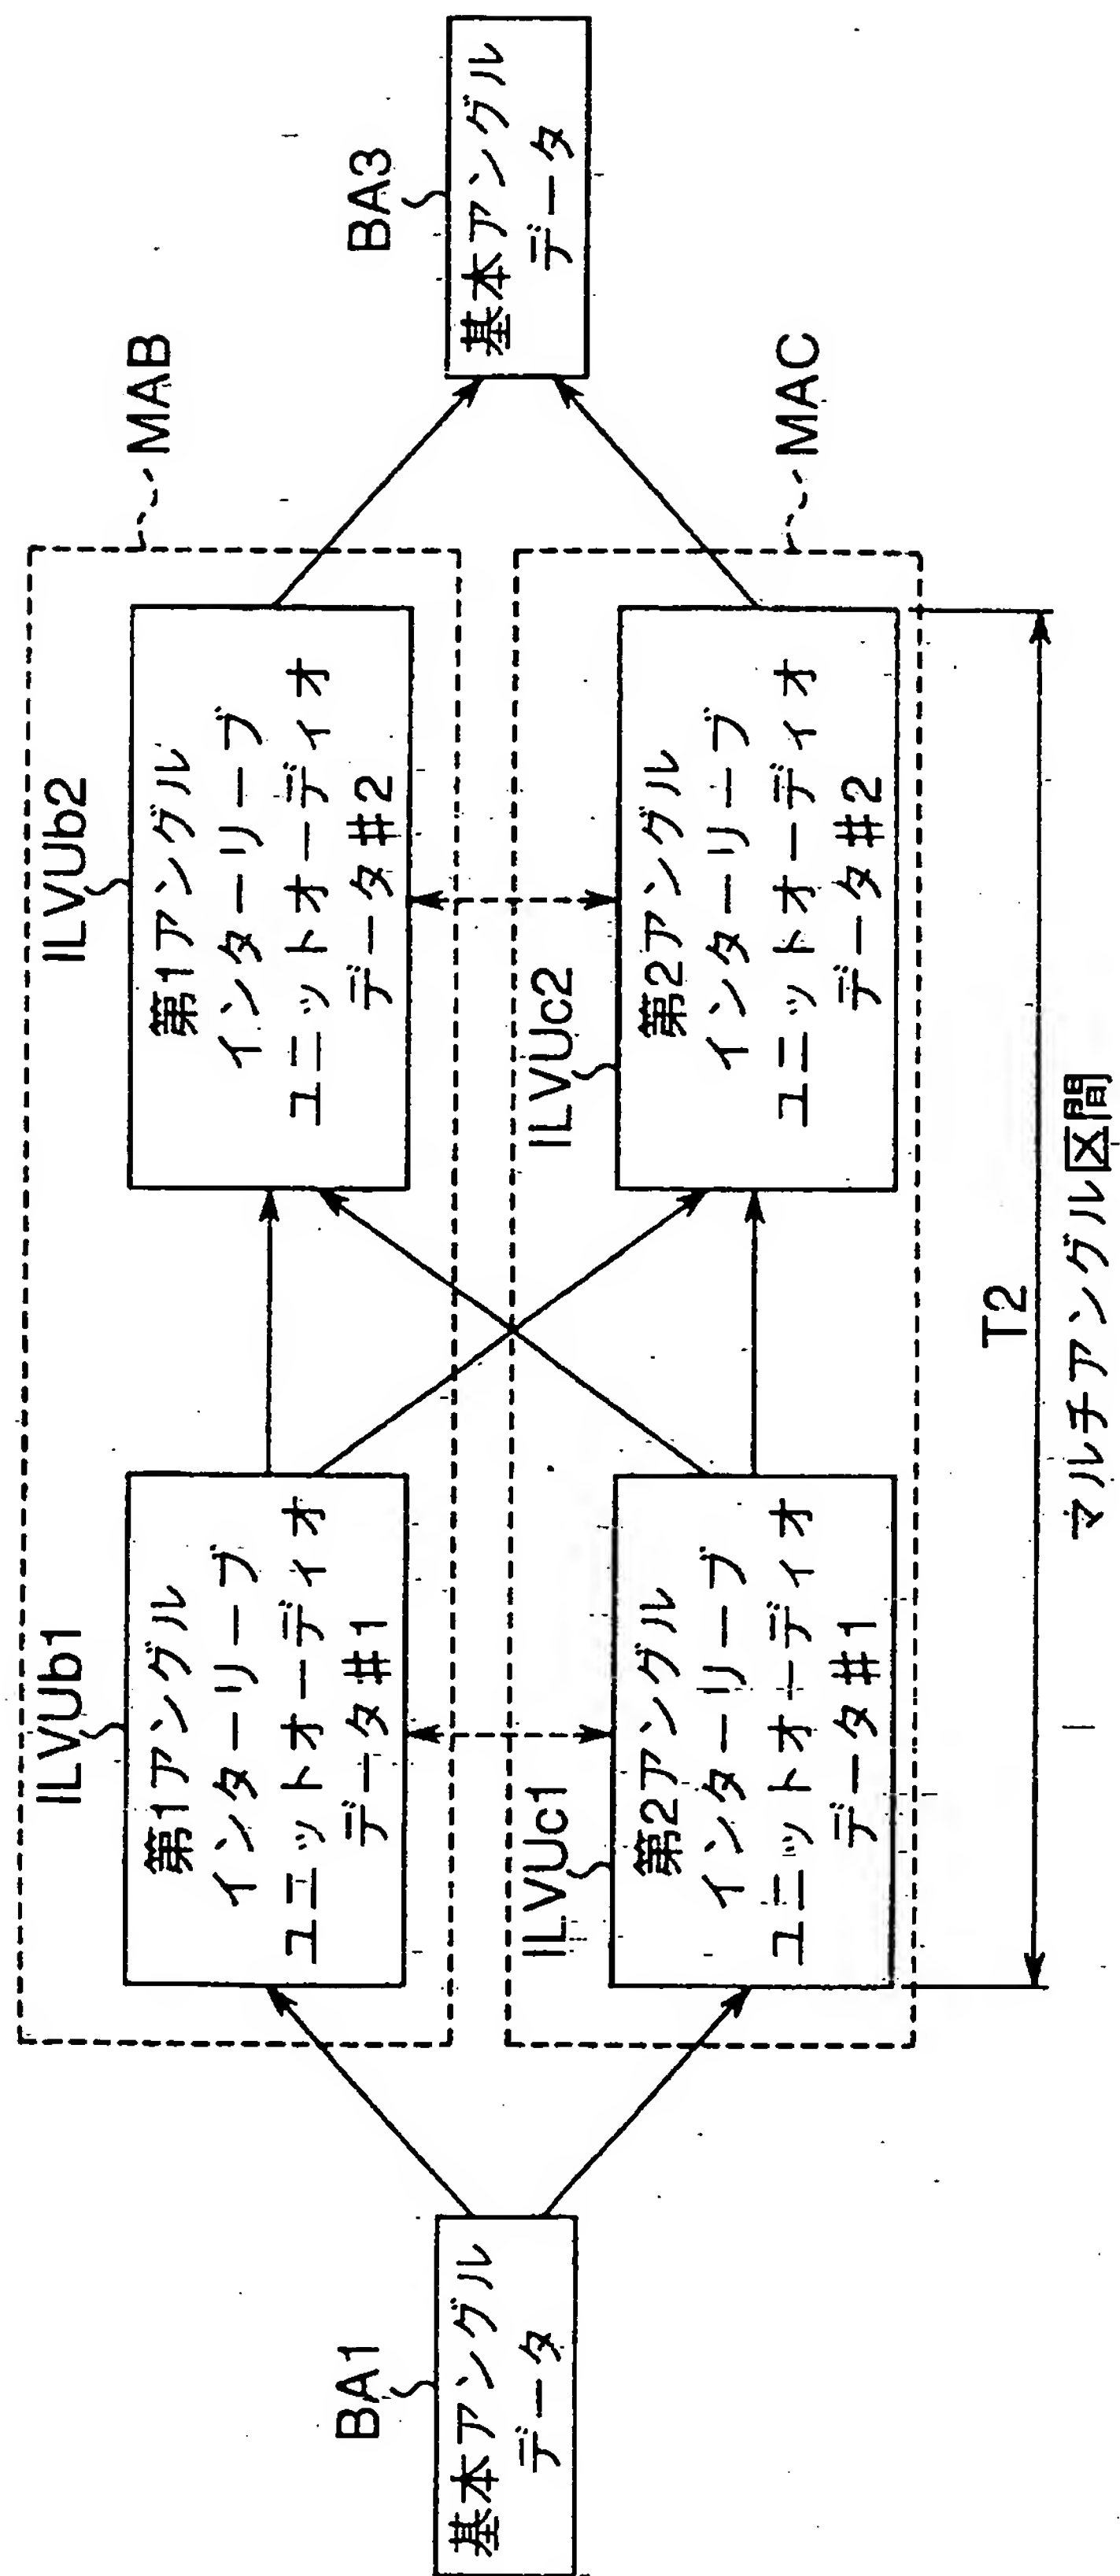 BA1
基本アングル
データ
ILVUb1
第1アングル
インターリーブ
ユニットオーディオ
データ#1
ILVUc1
第2アングル
インターリーブ
ユニットオーディオ
データ#1
ILVUb2
第1アングル
インターリーブ
ユニットオーディオ
データ#2
ILVUc2
第2アングル
インターリーブ
ユニットオーディオ
データ#2
MAB
MAC
BA3
基本アングル
データ
T2
マルチアングル区間